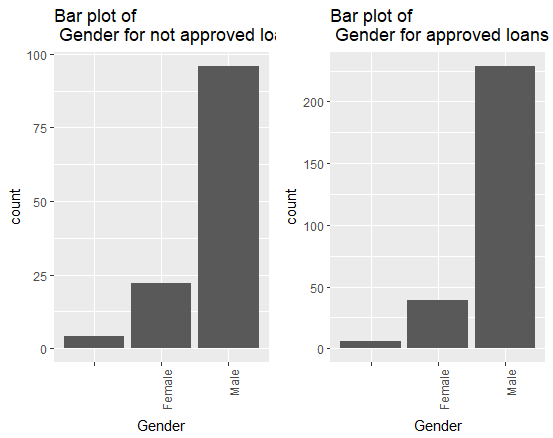 Bar plot of
Gender for not approved loa
100
75
50
25
0
count
Female
Male
Gender
Bar plot of
Gender for approved loans
200
150
100
50
0
count
Female
Male
Gender